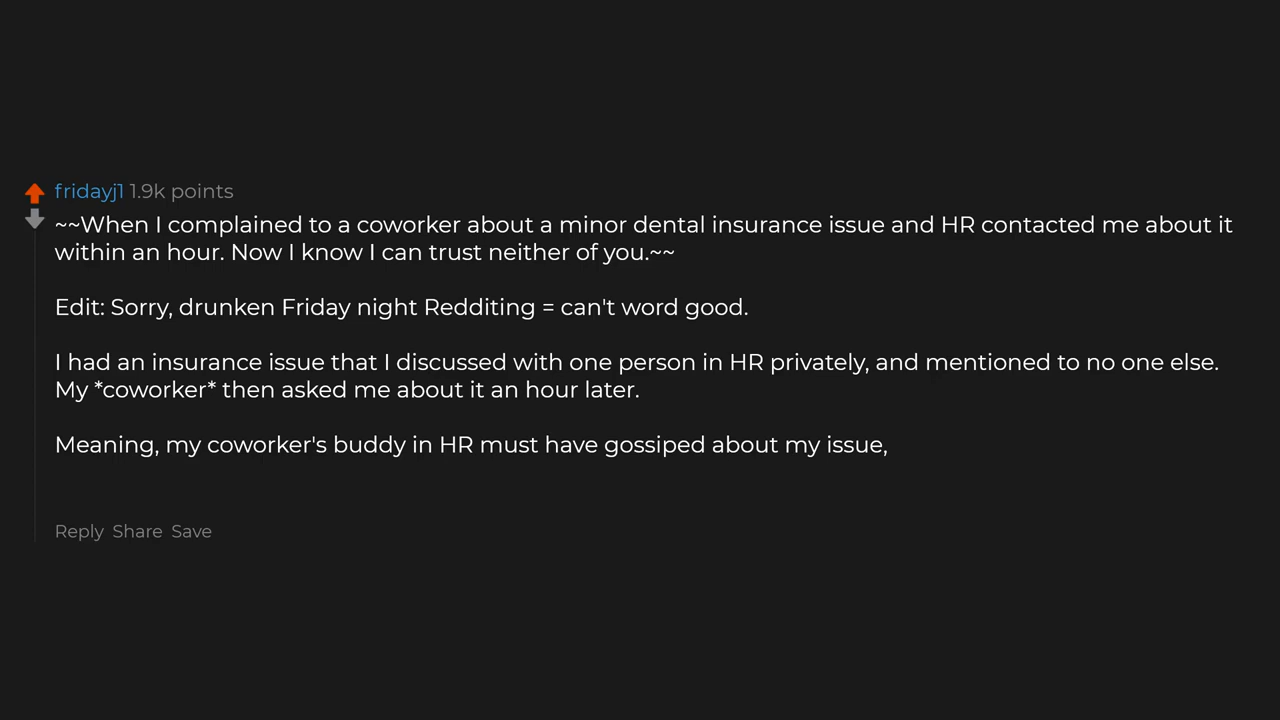 fridayj1 1.9k points
~~When I complained to a coworker about a minor dental insurance issue and HR contacted me about it
within an hour. Now I know I can trust neither of you.~~
Edit: Sorry, drunken Friday night Redditing = can't word good.
I had an insurance issue that I discussed with one person in HR privately, and mentioned to no one else.
My *coworker* then asked me about it an hour later.
Meaning, my coworker's buddy in HR must have gossiped about my issue,
Reply Share Save